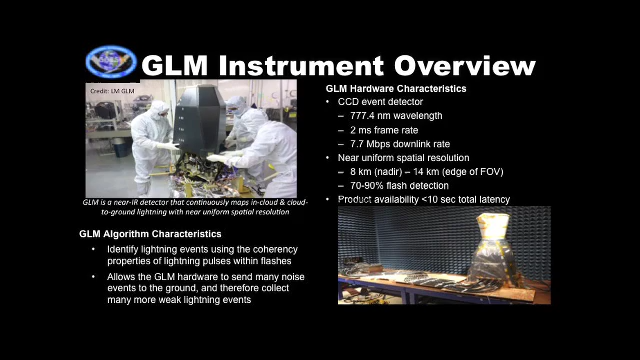 GLM Instrument Overview
Credit: LM GLM
GLM is a near-IR detector that continuously maps in-cloud & cloud-
to-ground lightning with near uniform spatial resolution
GLM Algorithm Characteristics
• Identify lightning events using the coherency
properties of lightning pulses within flashes
• Allows the GLM hardware to send many noise
events to the ground, and therefore collect
many more weak lightning events
GLM Hardware Characteristics
• CCD event detector
– 777.4 nm wavelength
– 2 ms frame rate
– 7.7 Mbps downlink rate
• Near uniform spatial resolution
– 8 km (nadir) – 14 km (edge of FOV)
– 70-90% flash detection
• Product availability <10 sec total latency